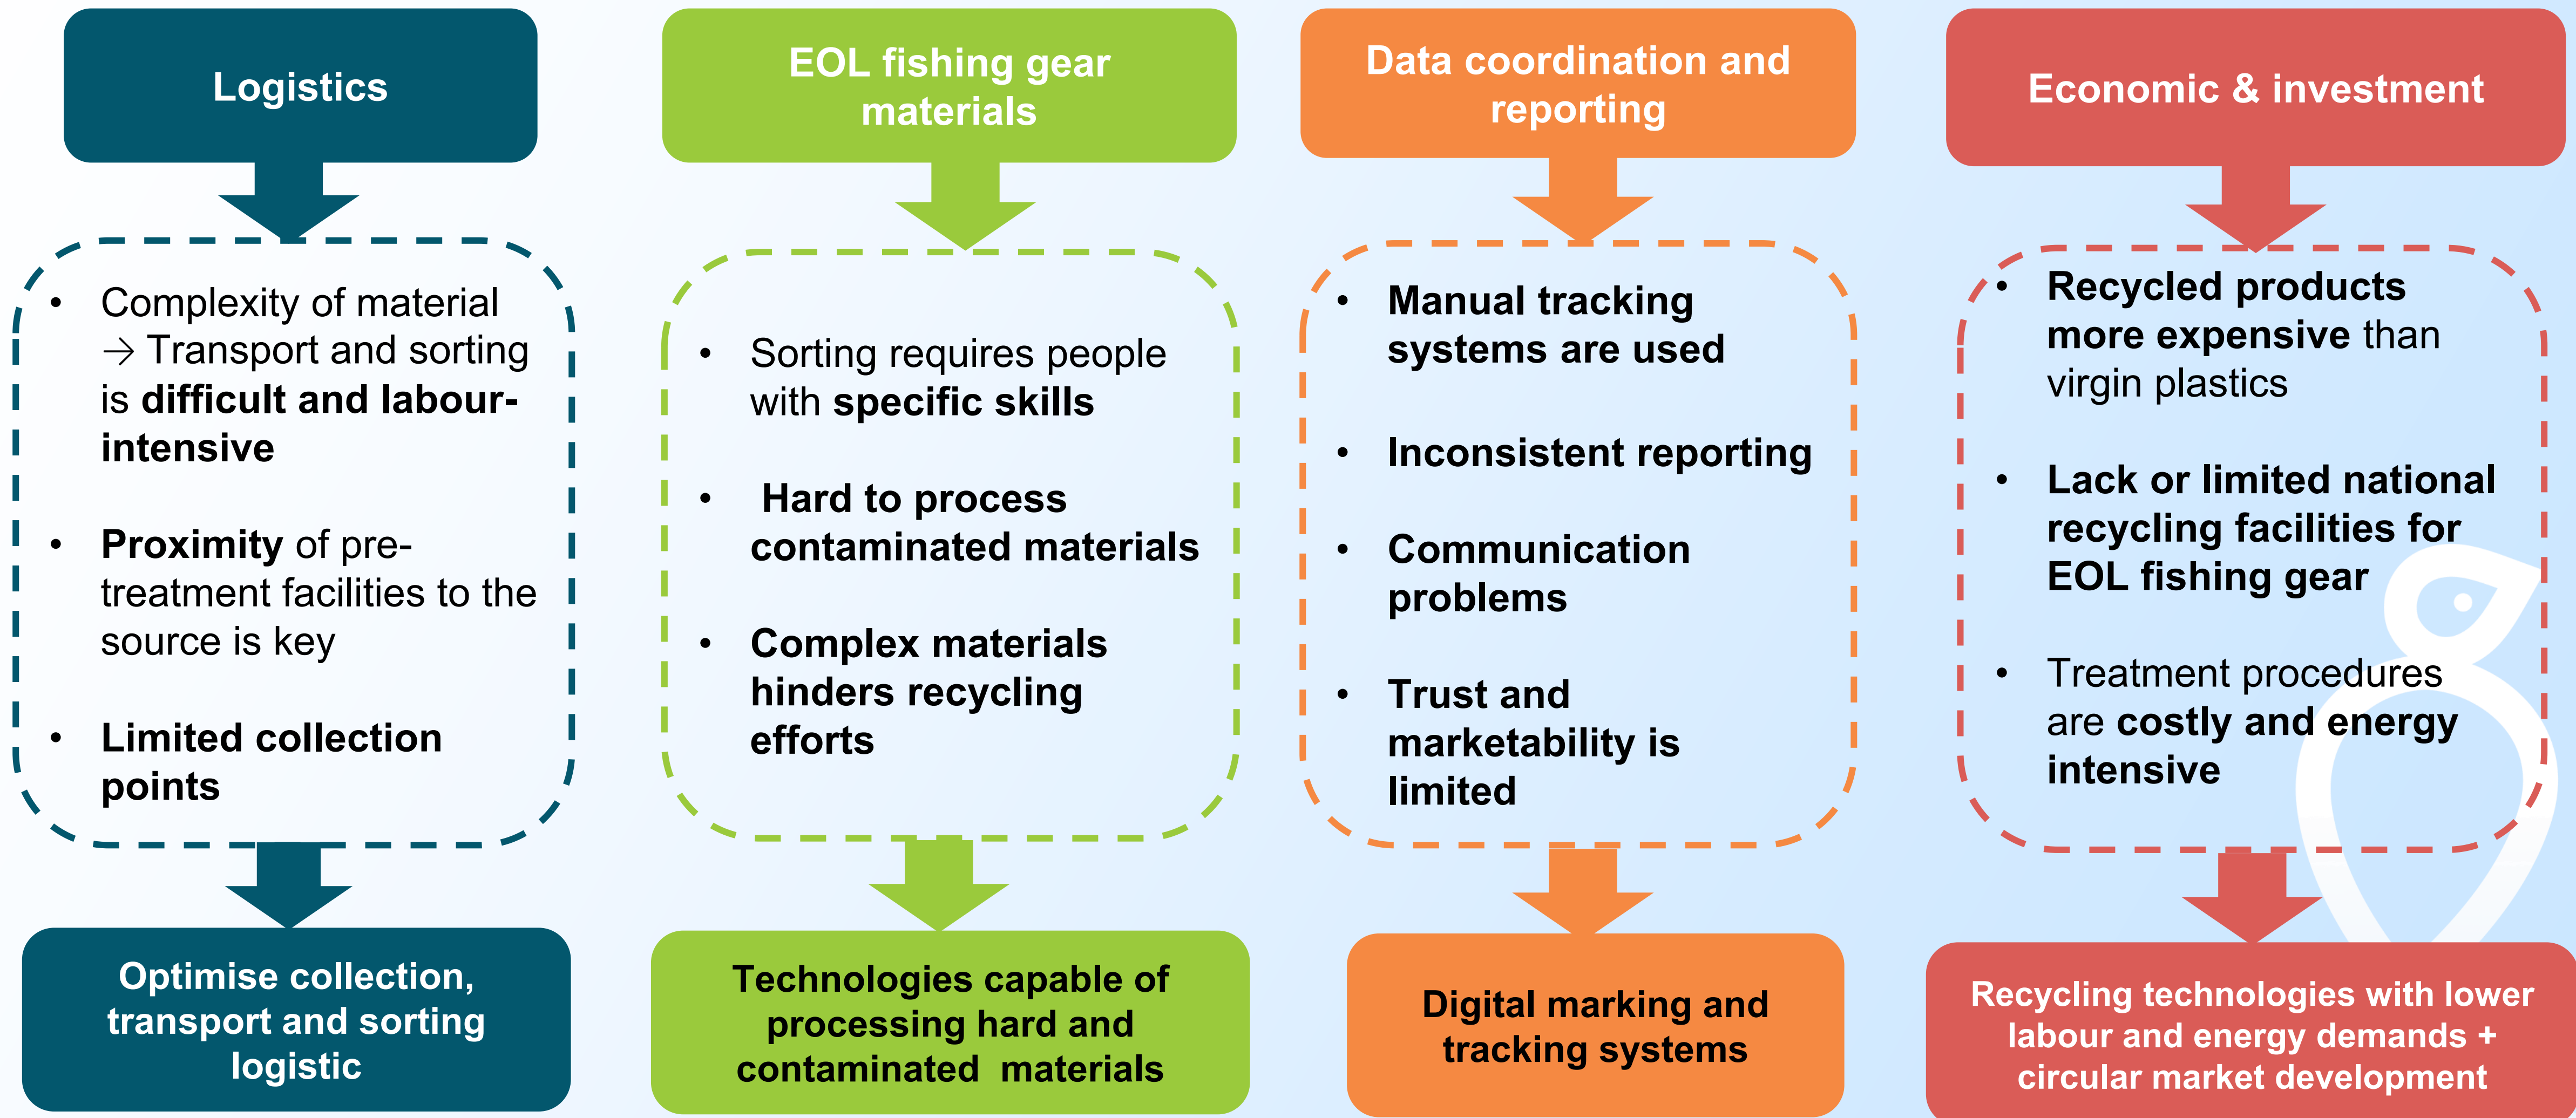 Logistics
• Complexity of material
→ Transport and sorting
is difficult and labour-
intensive
• Proximity of pre-
treatment facilities to the
source is key
• Limited collection
points
Optimise collection,
transport and sorting
logistic
EOL fishing gear
materials
• Sorting requires people
with specific skills
• Hard to process
contaminated materials
• Complex materials
hinders recycling
efforts
Technologies capable of
processing hard and
contaminated materials
Data coordination and
reporting
• Manual tracking
systems are used
• Inconsistent reporting
• Communication
problems
• Trust and
marketability is
limited
Digital marking and
tracking systems
Economic & investment
• Recycled products
more expensive than
virgin plastics
• Lack or limited national
recycling facilities for
EOL fishing gear
• Treatment procedures
are costly and energy
intensive
Recycling technologies with lower
labour and energy demands +
circular market development